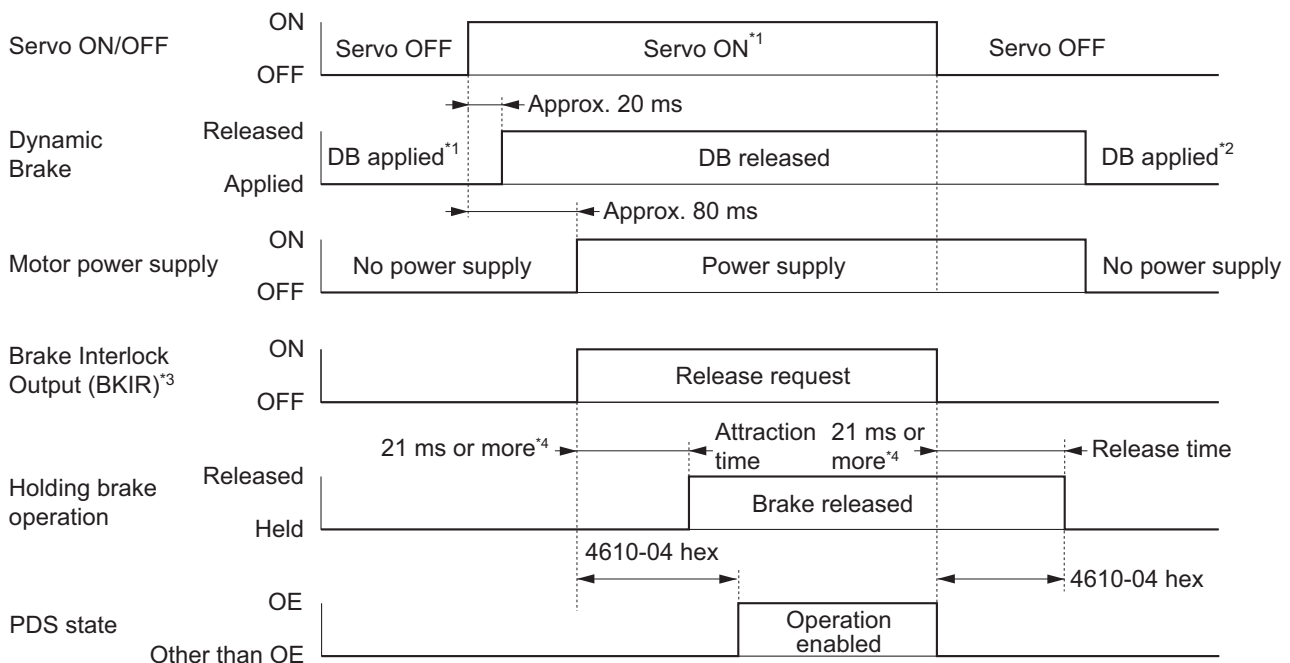 ON
Servo ON/OFF
Servo OFF
Servo ON*1
Servo OFF
OFF
Approx. 20 ms
Released
Dynamic
Brake
DB applied*1
DB released
DB applied*2
Applied
Approx. 80 ms
ON
Motor power supply
No power supply
Power supply
No power supply
OFF
Brake Interlock
Output (BKIR)*3
ON
Release request
OFF
21 ms or more*4
Attraction
time
21 ms or
more*4
Release time
Released
Holding brake
operation
Brake released
Held
4610-04 hex
4610-04 hex
OE
PDS state
Operation
enabled
Other than OE